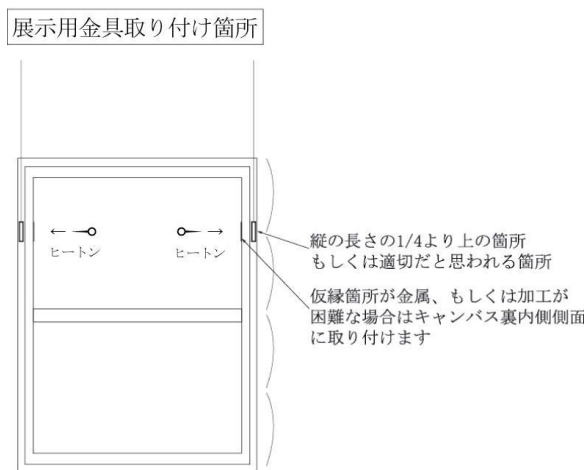 展示用金具取り付け箇所
ヒートン
ヒートン
縦の長さの1/4より上の箇所
もしくは適切だと思われる箇所
仮縁箇所が金属、もしくは加工が
困難な場合はキャンバス裏内側側面
に取り付けます